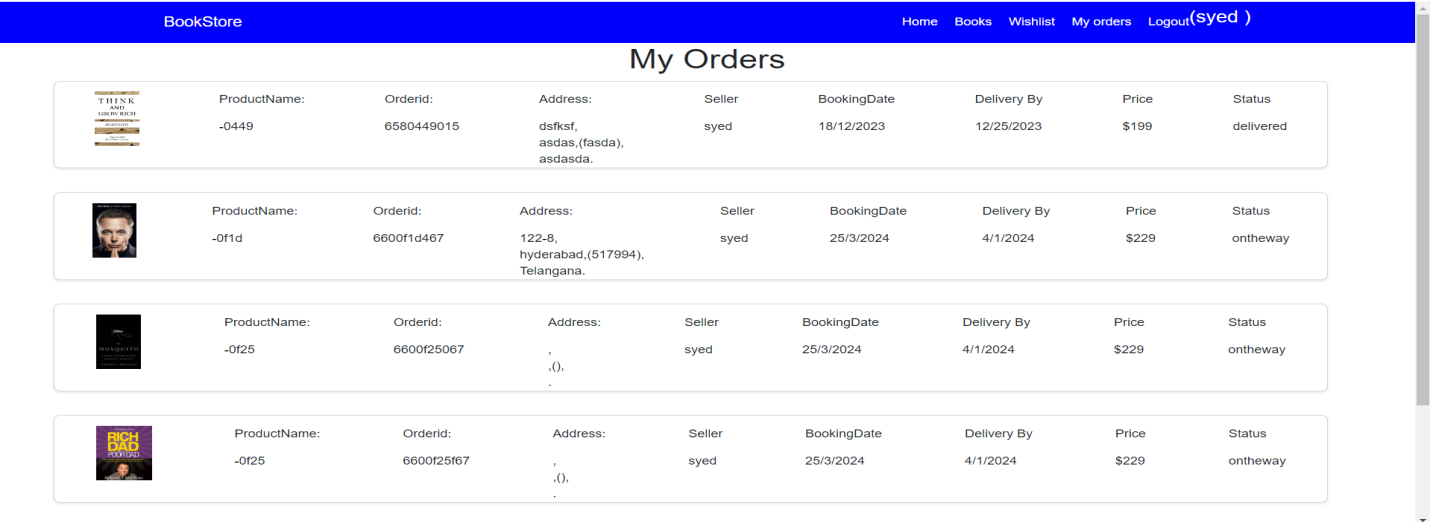 BookStore Home Books Wishlist My orders Logout(syed )
My Orders
THINK
AND
GROW RICH
ProductName: Orderid: Address: Seller BookingDate Delivery By Price Status
-0449 6580449015 dsfksf, syed 18/12/2023 12/25/2023 $199 delivered
asdas,(fasda),
asdasda.
ProductName: Orderid: Address: Seller BookingDate Delivery By Price Status
-0f1d 6600f1d467 122-8, syed 25/3/2024 4/1/2024 $229 ontheway
hyderabad,(517994),
Telangana.
MOSQUITO
ProductName: Orderid: Address: Seller BookingDate Delivery By Price Status
-0f25 6600f25067 , syed 25/3/2024 4/1/2024 $229 ontheway
,(),
.
RICH
DAD
POOR DAD
ProductName: Orderid: Address: Seller BookingDate Delivery By Price Status
-0f25 6600f25f67 , syed 25/3/2024 4/1/2024 $229 ontheway
,(),
.